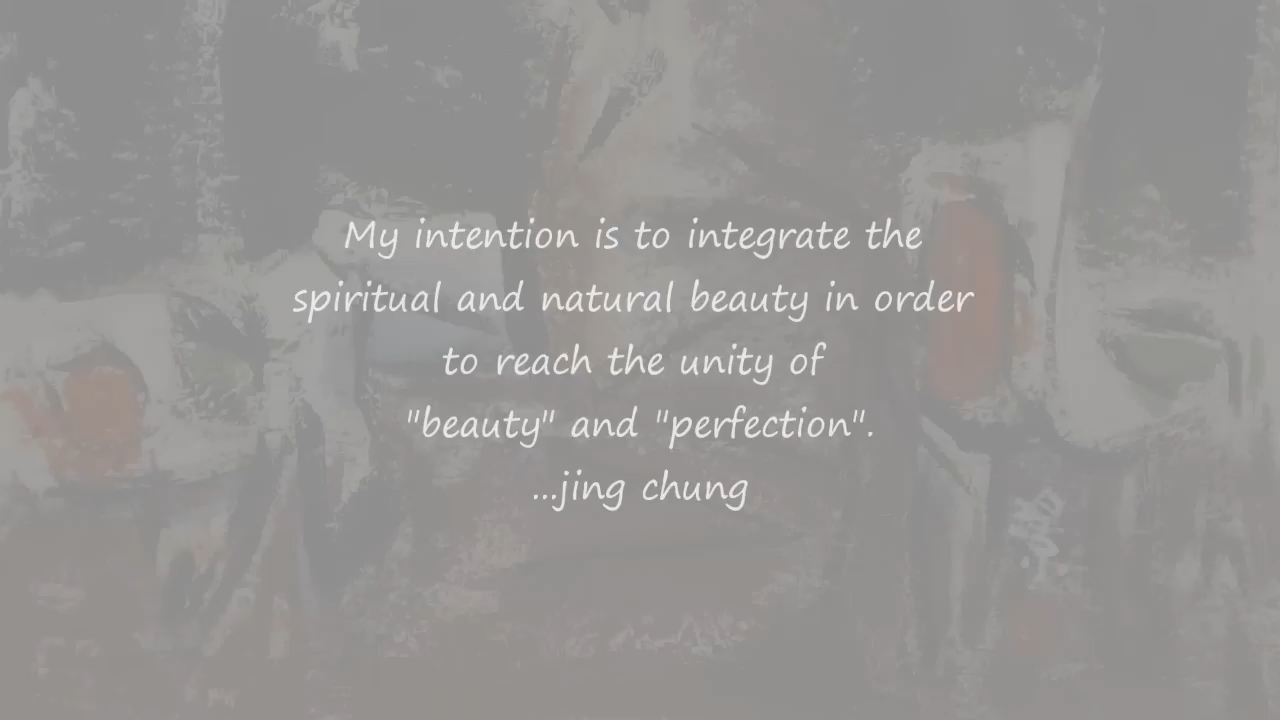 My intention is to integrate the
spiritual and natural beauty in order
to reach the unity of
"beauty" and "perfection".
...jing chung